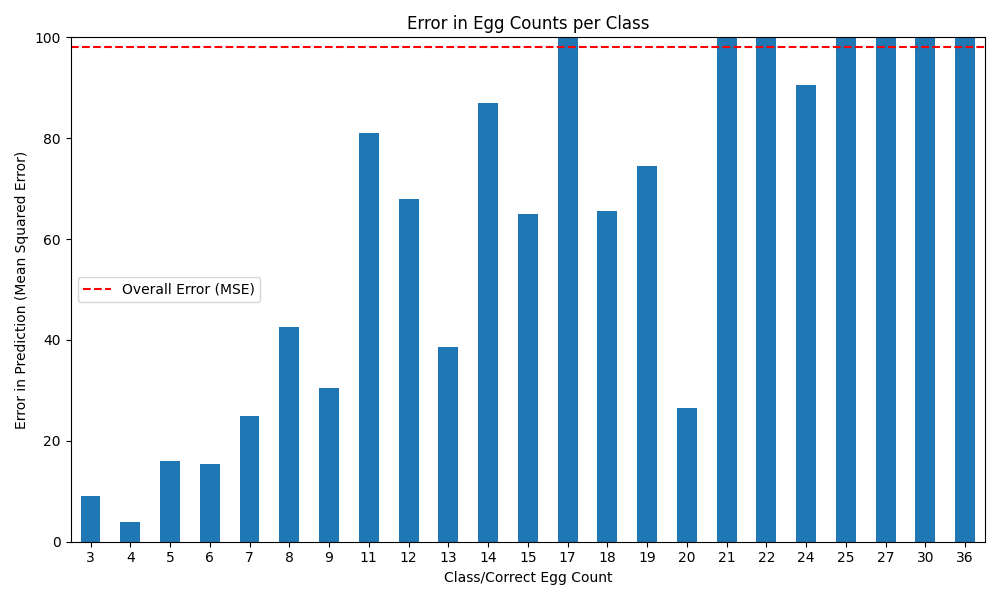 Error in Egg Counts per Class
Error in Prediction (Mean Squared Error)
100
80
60
40
20
0
Overall Error (MSE)
3 4 5 6 7 8 9 11 12 13 14 15 17 18 19 20 21 22 24 25 27 30 36
Class/Correct Egg Count